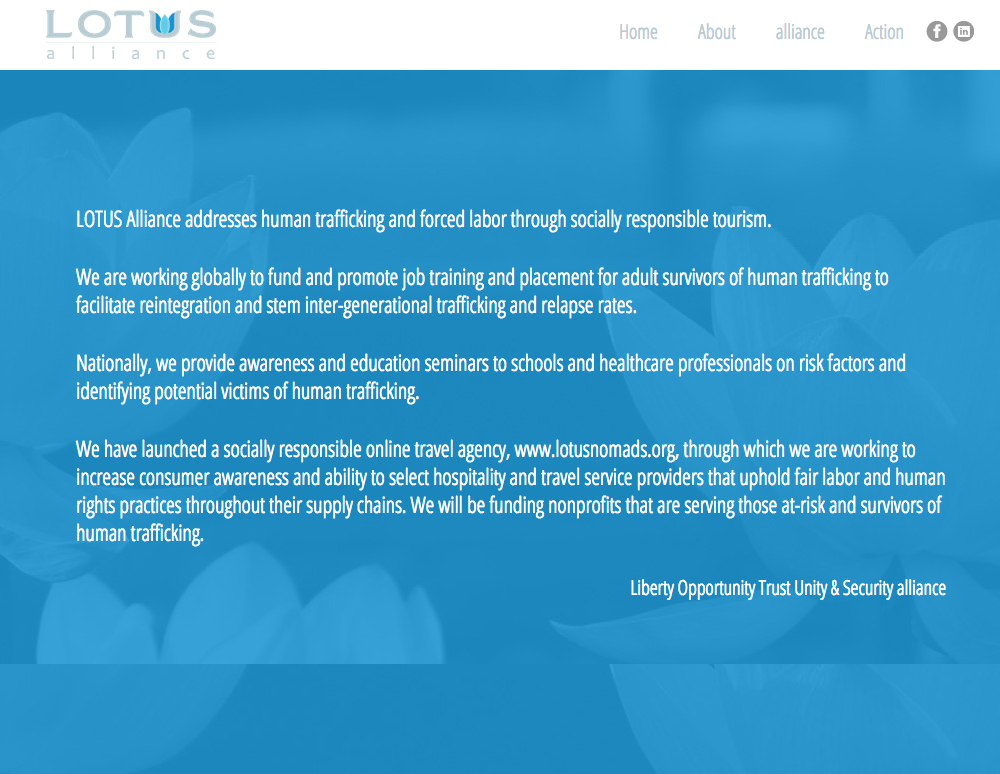 LOTUS
alliance
Home About alliance Action
LOTUS Alliance addresses human trafficking and forced labor through socially responsible tourism.
We are working globally to fund and promote job training and placement for adult survivors of human trafficking to
facilitate reintegration and stem inter-generational trafficking and relapse rates.
Nationally, we provide awareness and education seminars to schools and healthcare professionals on risk factors and
identifying potential victims of human trafficking.
We have launched a socially responsible online travel agency, www.lotusnomads.org, through which we are working to
increase consumer awareness and ability to select hospitality and travel service providers that uphold fair labor and human
rights practices throughout their supply chains. We will be funding nonprofits that are serving those at-risk and survivors of
human trafficking.
Liberty Opportunity Trust Unity & Security alliance